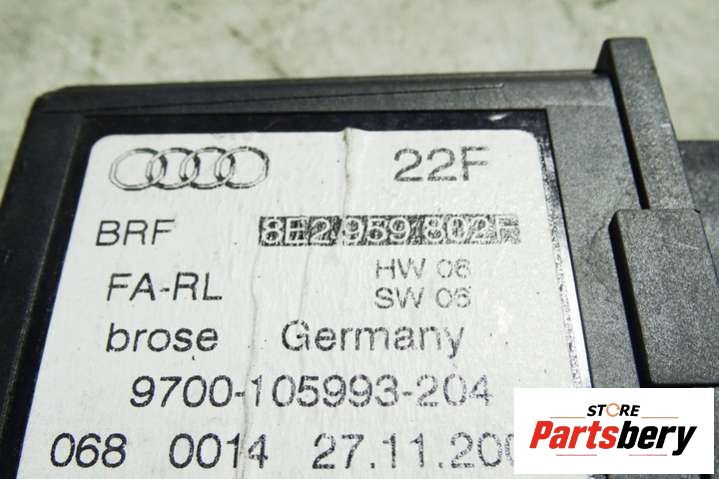 22F
BRF 8E2 959 802F
HW 06
FA-RL SW 06
brose Germany
9700-105993-204
068 0014 27.11.200
STORE
Partsbery